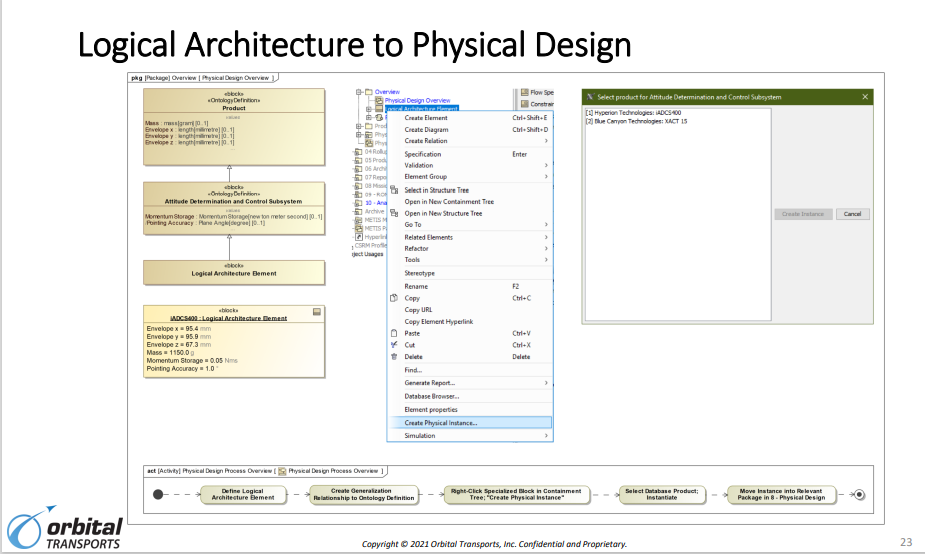 Logical Architecture to Physical Design
pkg [Package] Overview [ Physical Design Overview ]
«block»
«OntologyDefinition»
Product
values
Mass : mass[gram] [0..1]
Envelope x : length[millimetre] [0..1]
Envelope y : length[millimetre] [0..1]
Envelope z : length[millimetre] [0..1]
«block»
«OntologyDefinition»
Attitude Determination and Control Subsystem
values
Momentum Storage : Momentum Storage[newton meter second] [0..1]
Pointing Accuracy : Plane Angle[degree] [0..1]
«block»
Logical Architecture Element
«block»
iADCS400 : Logical Architecture Element
Envelope x = 95.4 mm
Envelope y = 95.9 mm
Envelope z = 67.3 mm
Mass = 1150.0 g
Momentum Storage = 0.05 Nms
Pointing Accuracy = 1.0 °
Overview
Physical Design Overview
Logical Architecture Element
Prod
Phys
Phys
04 Rollup
05 Produ
06 Archi
07 Repo
08 Mass
10 - Ana
Archive
METIS M
METIS Pa
Hyperlin
CSRM Profile
ject Usages
Flow Spe
Constrain
Create Element Ctrl+Shift+E
Create Diagram Ctrl+Shift+D
Create Relation
Specification Enter
Validation
Element Group
Select in Structure Tree
Open in New Containment Tree
Open in New Structure Tree
Go To
Related Elements
Refactor
Tools
Stereotype
Rename F2
Copy Ctrl+C
Copy URL
Copy Element Hyperlink
Paste Ctrl+V
Cut Ctrl+X
Delete Delete
Find...
Generate Report...
Database Browser...
Element properties
Create Physical Instance...
Simulation
Select product for Attitude Determination and Control Subsystem
[1] Hyperion Technologies: iADCS400
[2] Blue Canyon Technologies: XACT 15
Create Instance Cancel
act [Activity] Physical Design Process Overview [ Physical Design Process Overview ]
Define Logical
Architecture Element
Create Generalization
Relationship to Ontology Definition
Right-Click Specialized Block in Containment
Tree; "Create Physical Instance"
Select Database Product;
Instantiate
Move Instance into Relevant
Package in 8 - Physical Design
orbital
TRANSPORTS
Copyright © 2021 Orbital Transports, Inc. Confidential and Proprietary.
23